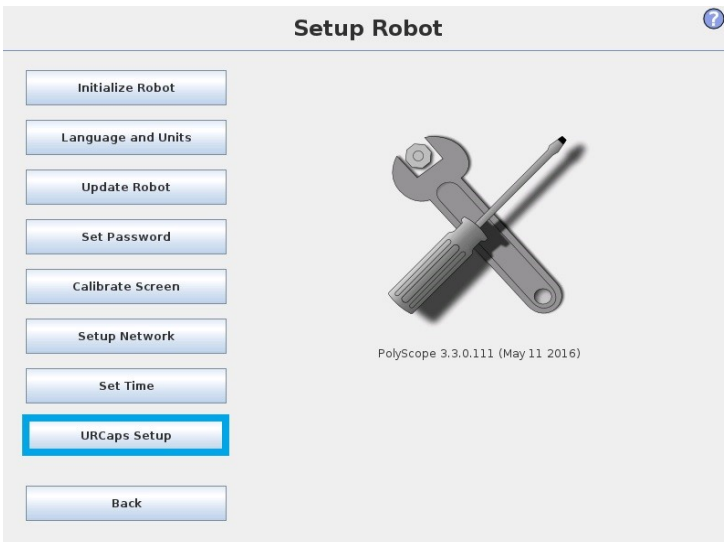 Setup Robot
?
Initialize Robot
Language and Units
Update Robot
Set Password
Calibrate Screen
Setup Network
PolyScope 3.3.0.111 (May 11 2016)
Set Time
URCaps Setup
Back